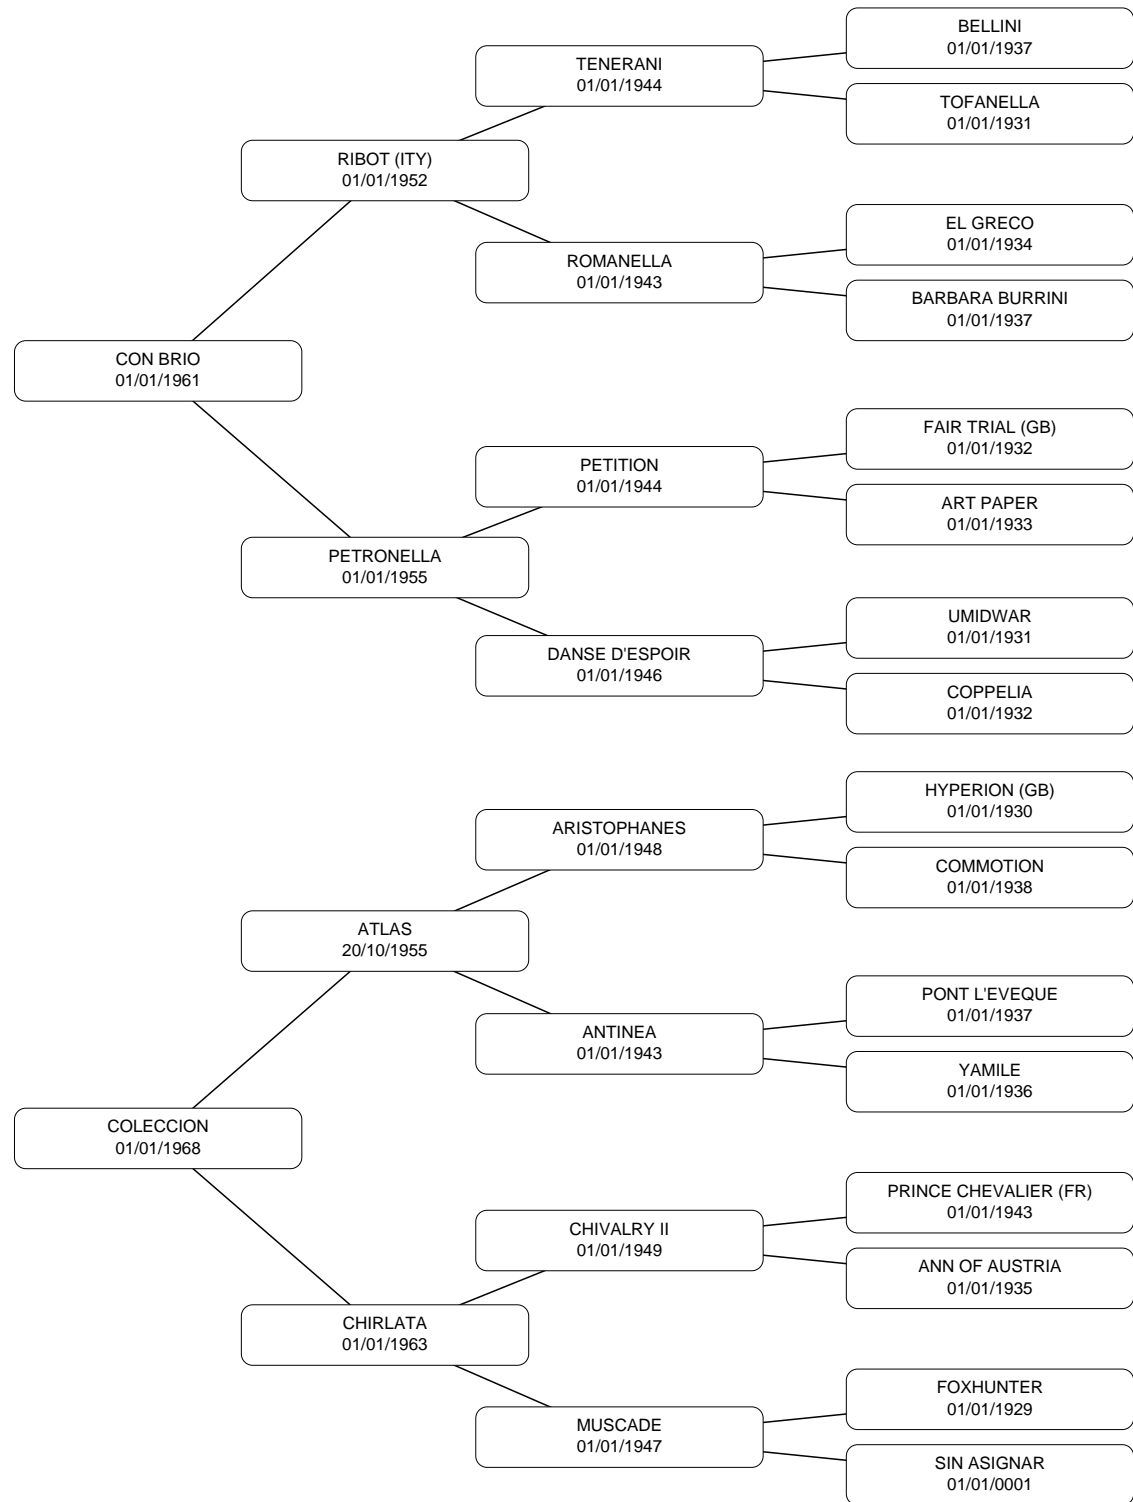 BELLINI
01/01/1937
TENERANI
01/01/1944
TOFANELLA
01/01/1931
RIBOT (ITY)
01/01/1952
EL GRECO
01/01/1934
ROMANELLA
01/01/1943
BARBARA BURRINI
01/01/1937
CON BRIO
01/01/1961
FAIR TRIAL (GB)
01/01/1932
PETITION
01/01/1944
ART PAPER
01/01/1933
PETRONELLA
01/01/1955
UMIDWAR
01/01/1931
DANSE D'ESPOIR
01/01/1946
COPPELIA
01/01/1932
HYPERION (GB)
01/01/1930
ARISTOPHANES
01/01/1948
COMMOTION
01/01/1938
ATLAS
20/10/1955
PONT L'EVEQUE
01/01/1937
ANTINEA
01/01/1943
YAMILE
01/01/1936
COLECCION
01/01/1968
PRINCE CHEVALIER (FR)
01/01/1943
CHIVALRY II
01/01/1949
ANN OF AUSTRIA
01/01/1935
CHIRLATA
01/01/1963
FOXHUNTER
01/01/1929
MUSCADE
01/01/1947
SIN ASIGNAR
01/01/0001